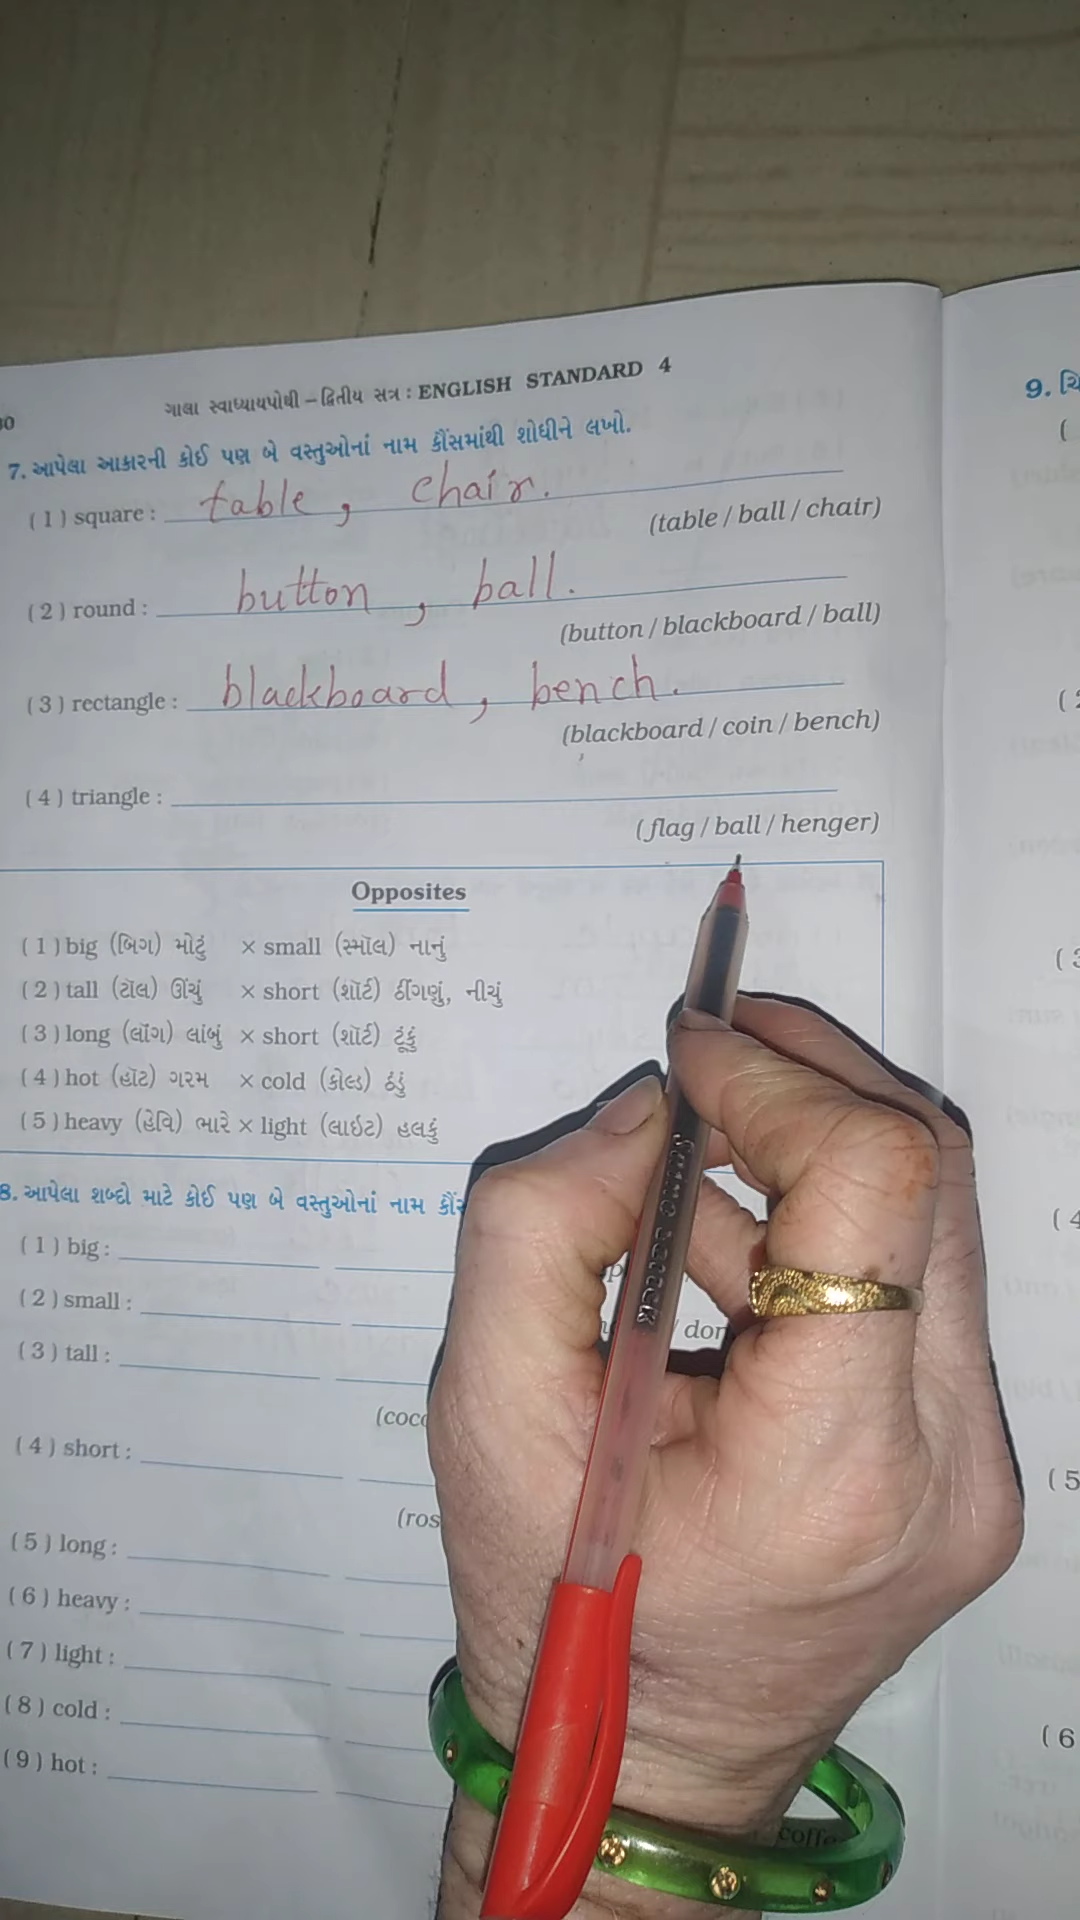 ગાલા સ્વાધ્યાયપોથી – દ્વિતીય સત્ર : ENGLISH STANDARD 4
7. આપેલા આકારની કોઈ પણ બે વસ્તુઓનાં નામ કૌંસમાંથી શોધીને લખો.
( 1 ) square : table, chair.
(table / ball / chair)
( 2 ) round : button, ball.
(button / blackboard / ball)
( 3 ) rectangle : blackboard, bench.
(blackboard / coin / bench)
( 4 ) triangle :
( flag / ball / henger)
Opposites
( 1 ) big (બિગ) મોટું × small (સ્મૉલ) નાનું
( 2 ) tall (ટૉલ) ઊંચું × short (શૉર્ટ) ઠીંગણું, નીચું
( 3 ) long (લૉંગ) લાંબું × short (શૉર્ટ) ટૂંકું
( 4 ) hot (હૉટ) ગરમ × cold (કોલ્ડ) ઠંડું
( 5 ) heavy (હેવિ) ભારે × light (લાઇટ) હલકું
8. આપેલા શબ્દો માટે કોઈ પણ બે વસ્તુઓનાં નામ
( 1 ) big :
( 2 ) small :
( 3 ) tall :
( 4 ) short :
( 5 ) long :
( 6 ) heavy :
( 7 ) light :
( 8 ) cold :
( 9 ) hot :
9.